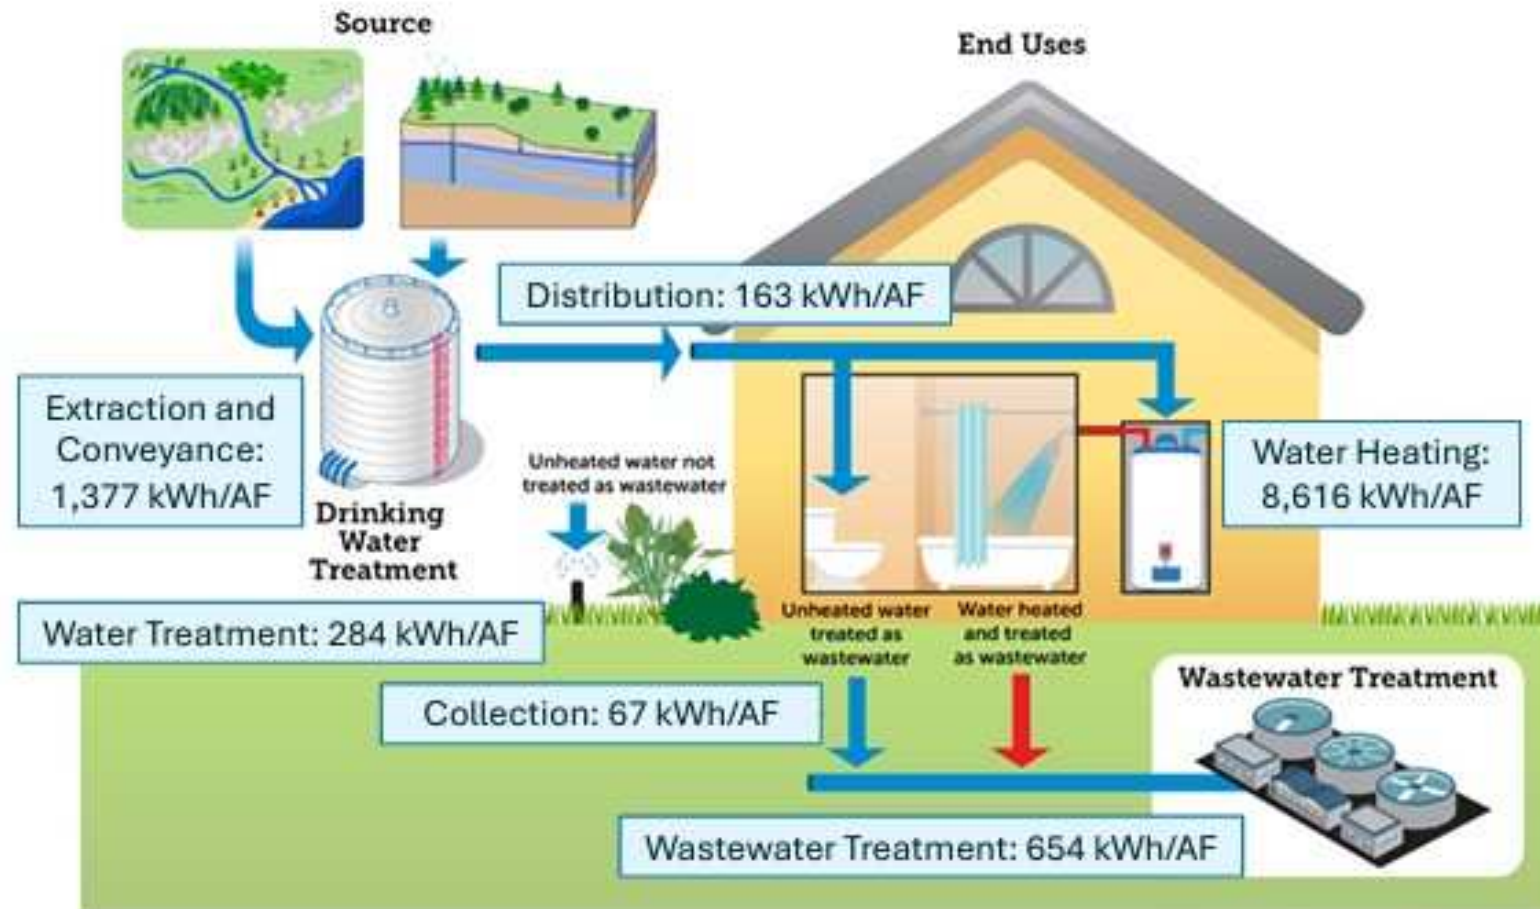 Source
End Uses
Distribution: 163 kWh/AF
Extraction and
Conveyance:
1,377 kWh/AF
Drinking
Water
Treatment
Unheated water not
treated as wastewater
Water Heating:
8,616 kWh/AF
Water Treatment: 284 kWh/AF
Unheated water
treated as
wastewater
Water heated
and treated
as wastewater
Collection: 67 kWh/AF
Wastewater Treatment
Wastewater Treatment: 654 kWh/AF